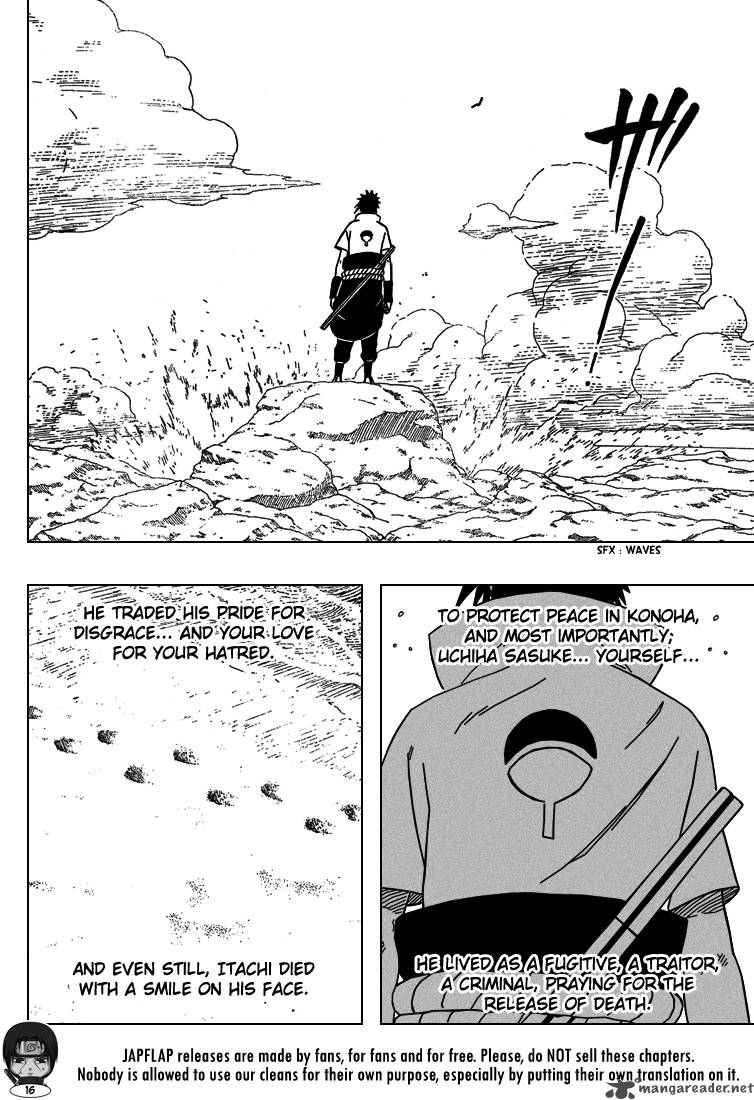 ザザ
SFX : WAVES
TO PROTECT PEACE IN KONOHA,
AND MOST IMPORTANTLY;
UCHIHA SASUKE... YOURSELF...
HE LIVED AS A FUGITIVE, A TRAITOR,
A CRIMINAL, PRAYING FOR THE
RELEASE OF DEATH.
HE TRADED HIS PRIDE FOR
DISGRACE... AND YOUR LOVE
FOR YOUR HATRED.
AND EVEN STILL, ITACHI DIED
WITH A SMILE ON HIS FACE.
16
JAPFLAP releases are made by fans, for fans and for free. Please, do NOT sell these chapters.
Nobody is allowed to use our cleans for their own purpose, especially by putting their own translation on it.
mangareader.net